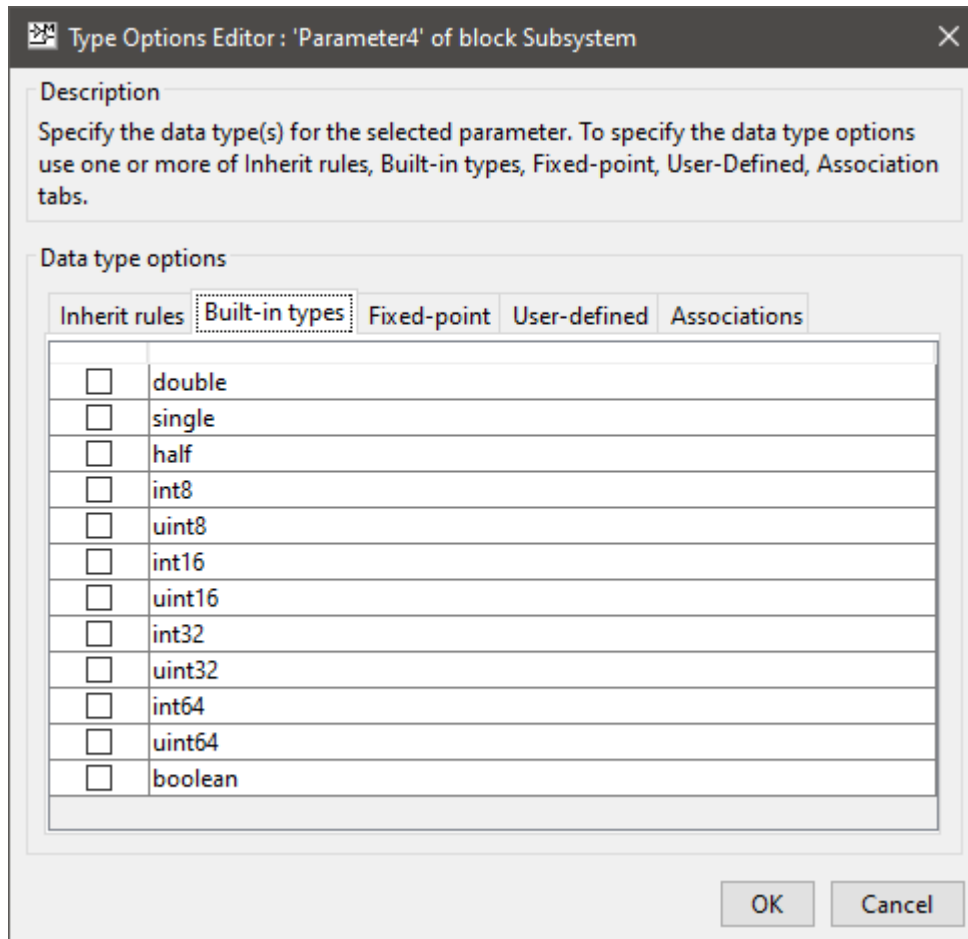 Type Options Editor : 'Parameter4' of block Subsystem
Description
Specify the data type(s) for the selected parameter. To specify the data type options
use one or more of Inherit rules, Built-in types, Fixed-point, User-Defined, Association
tabs.
Data type options
Inherit rules Built-in types Fixed-point User-defined Associations
double
single
half
int8
uint8
int16
uint16
int32
uint32
int64
uint64
boolean
OK Cancel